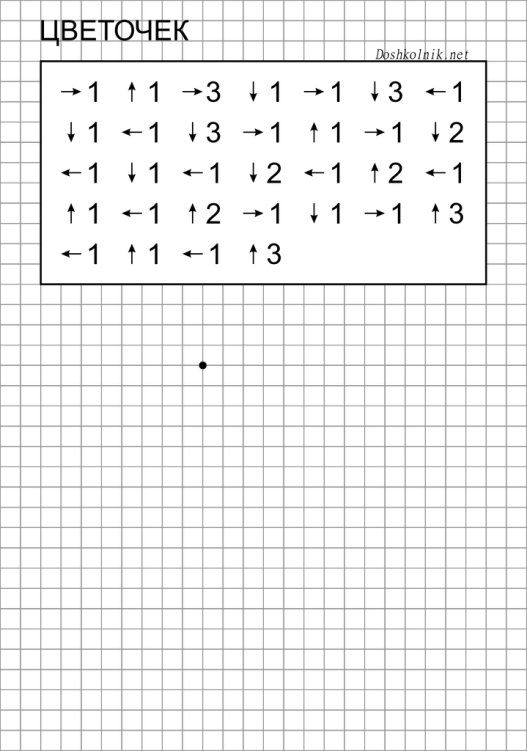 ЦВЕТОЧЕК
Doshkolnik.net
→1 ↑1 →3 ↓1 →1 ↓3 ←1
↓1 ←1 ↓3 →1 ↑1 →1 ↓2
←1 ↓1 ←1 ↓2 ←1 ↑2 ←1
↑1 ←1 ↑2 →1 ↓1 →1 ↑3
←1 ↑1 ←1 ↑3